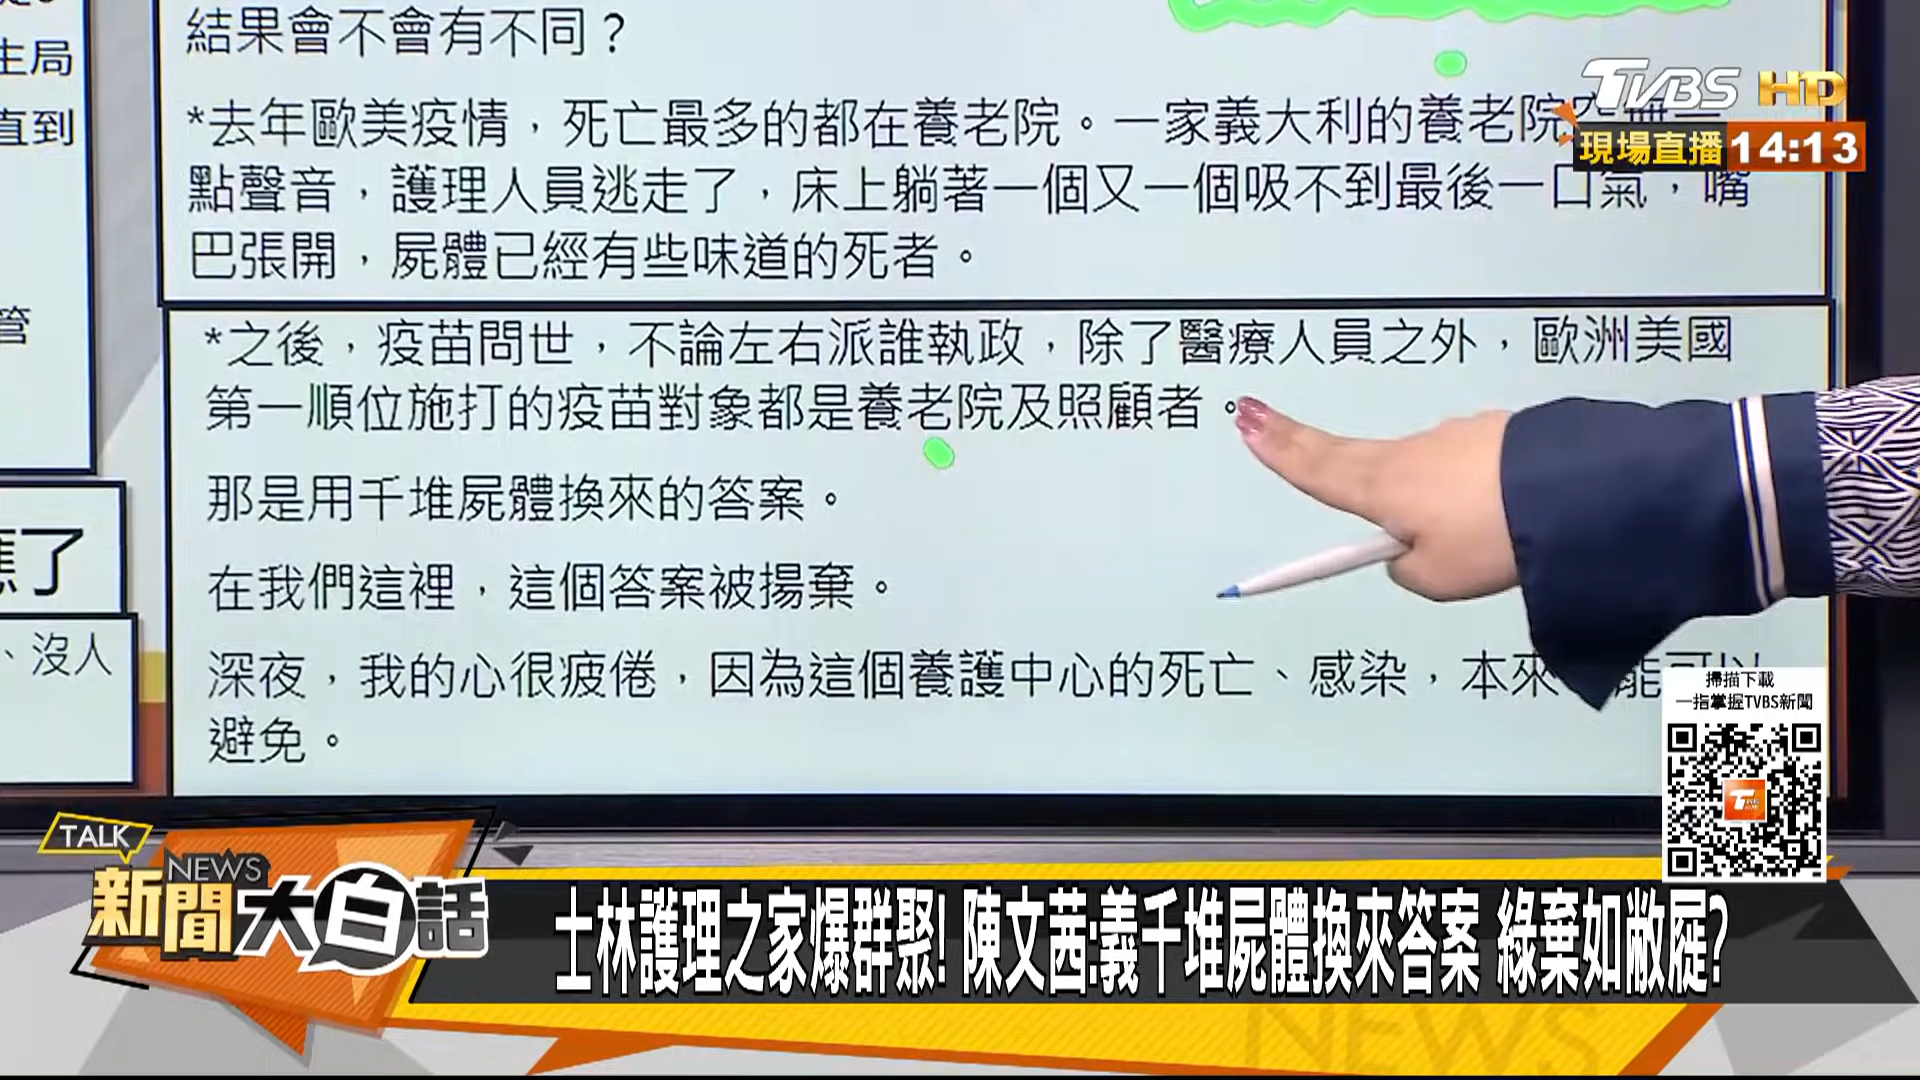 生局
直到
管
應了
、沒人
結果會不會有不同？
*去年歐美疫情，死亡最多的都在養老院。一家義大利的養老院
點聲音，護理人員逃走了，床上躺著一個又一個吸不到最後一口氣，嘴
巴張開，屍體已經有些味道的死者。
*之後，疫苗問世，不論左右派誰執政，除了醫療人員之外，歐洲美國
第一順位施打的疫苗對象都是養老院及照顧者。
那是用千堆屍體換來的答案。
在我們這裡，這個答案被揚棄。
深夜，我的心很疲倦，因為這個養護中心的死亡、感染，本來
避免。
TVBS HD
現場直播 14:13
掃描下載
一指掌握TVBS新聞
TALK
NEWS
新聞大白話
士林護理之家爆群聚! 陳文茜:義千堆屍體換來答案 綠棄如敝屣?
NEWS